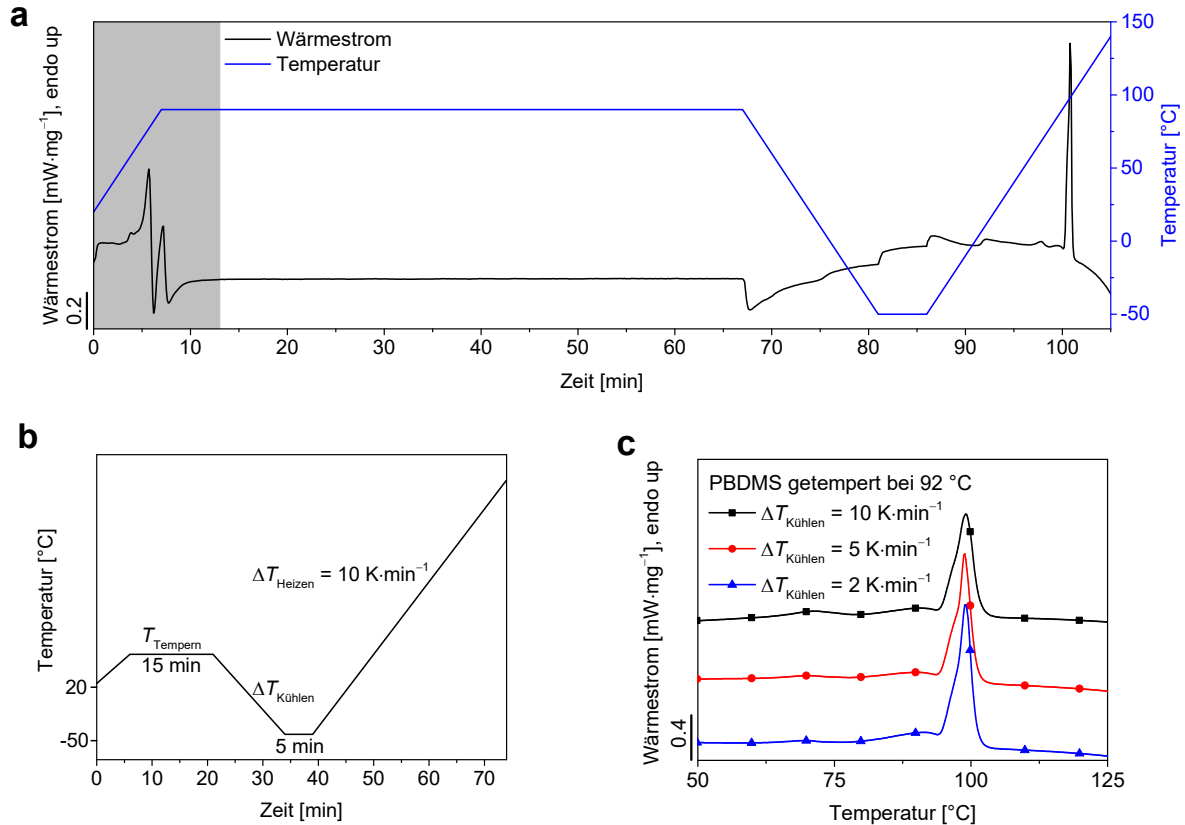 a
Wärmestrom [mW·mg⁻¹], endo up
0.2
Wärmestrom
Temperatur
150
100
50
0
-50
Temperatur [°C]
0 10 20 30 40 50 60 70 80 90 100
Zeit [min]
b
Temperatur [°C]
20
-50
ΔT_Heizen = 10 K·min⁻¹
T_Tempern
15 min
ΔT_Kühlen
5 min
0 10 20 30 40 50 60 70
Zeit [min]
c
Wärmestrom [mW·mg⁻¹], endo up
0.4
PBDMS getempert bei 92 °C
ΔT_Kühlen = 10 K·min⁻¹
ΔT_Kühlen = 5 K·min⁻¹
ΔT_Kühlen = 2 K·min⁻¹
50 75 100 125
Temperatur [°C]